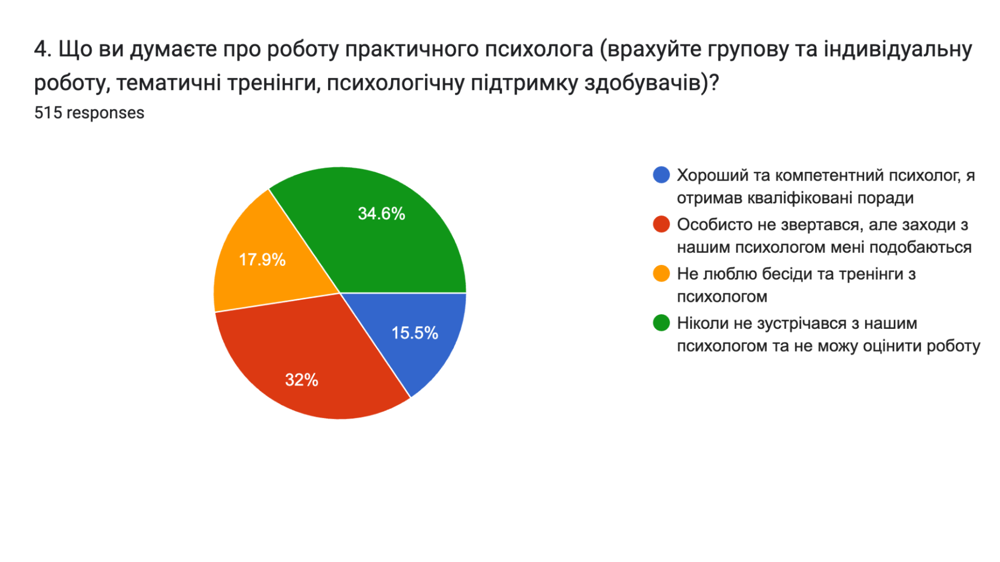 4. Що ви думаєте про роботу практичного психолога (врахуйте групову та індивідуальну
роботу, тематичні тренінги, психологічну підтримку здобувачів)?
515 responses
34.6%
17.9%
15.5%
32%
Хороший та компетентний психолог, я
отримав кваліфіковані поради
Особисто не звертався, але заходи з
нашим психологом мені подобаються
Не люблю бесіди та тренінги з
психологом
Ніколи не зустрічався з нашим
психологом та не можу оцінити роботу